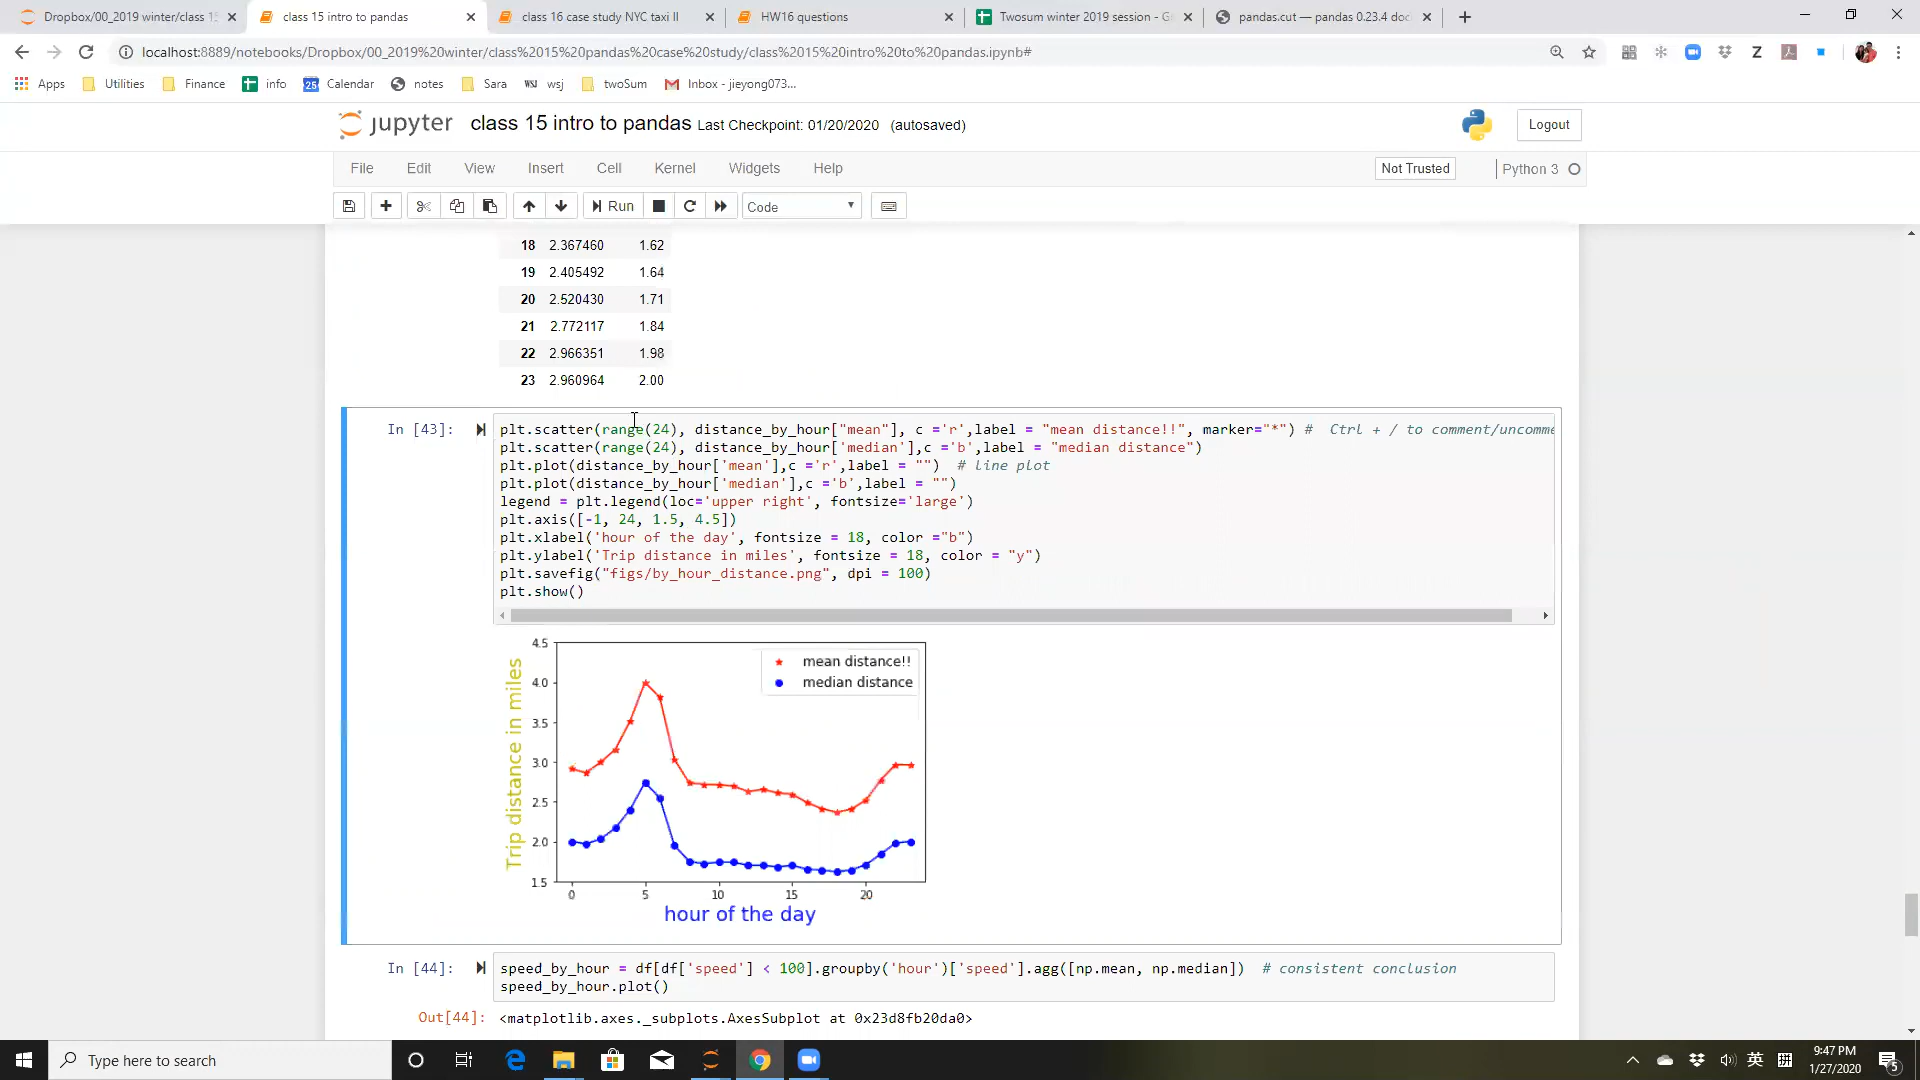 Dropbox/00_2019 winter/class 15
class 15 intro to pandas
class 16 case study NYC taxi II
HW16 questions
Twosum winter 2019 session - G
pandas.cut — pandas 0.23.4 doc
localhost:8889/notebooks/Dropbox/00_2019%20winter/class%2015%20pandas%20case%20study/class%2015%20intro%20to%20pandas.ipynb#
Apps Utilities Finance info Calendar notes Sara wsj twoSum Inbox - jieyong073...
jupyter class 15 intro to pandas Last Checkpoint: 01/20/2020 (autosaved) Logout
File Edit View Insert Cell Kernel Widgets Help Not Trusted Python 3
Run Code
18 2.367460 1.62
19 2.405492 1.64
20 2.520430 1.71
21 2.772117 1.84
22 2.966351 1.98
23 2.960964 2.00
In [43]: plt.scatter(range(24), distance_by_hour["mean"], c ='r',label = "mean distance!!", marker="*") # Ctrl + / to comment/uncomme
plt.scatter(range(24), distance_by_hour['median'],c ='b',label = "median distance")
plt.plot(distance_by_hour['mean'],c ='r',label = "") # line plot
plt.plot(distance_by_hour['median'],c ='b',label = "")
legend = plt.legend(loc='upper right', fontsize='large')
plt.axis([-1, 24, 1.5, 4.5])
plt.xlabel('hour of the day', fontsize = 18, color ="b")
plt.ylabel('Trip distance in miles', fontsize = 18, color = "y")
plt.savefig("figs/by_hour_distance.png", dpi = 100)
plt.show()
4.5
mean distance!!
median distance
4.0
3.5
3.0
2.5
2.0
1.5
Trip distance in miles
0 5 10 15 20
hour of the day
In [44]: speed_by_hour = df[df['speed'] < 100].groupby('hour')['speed'].agg([np.mean, np.median]) # consistent conclusion
speed_by_hour.plot()
Out[44]: <matplotlib.axes._subplots.AxesSubplot at 0x23d8fb20da0>
Type here to search
英
拼
9:47 PM
1/27/2020
5